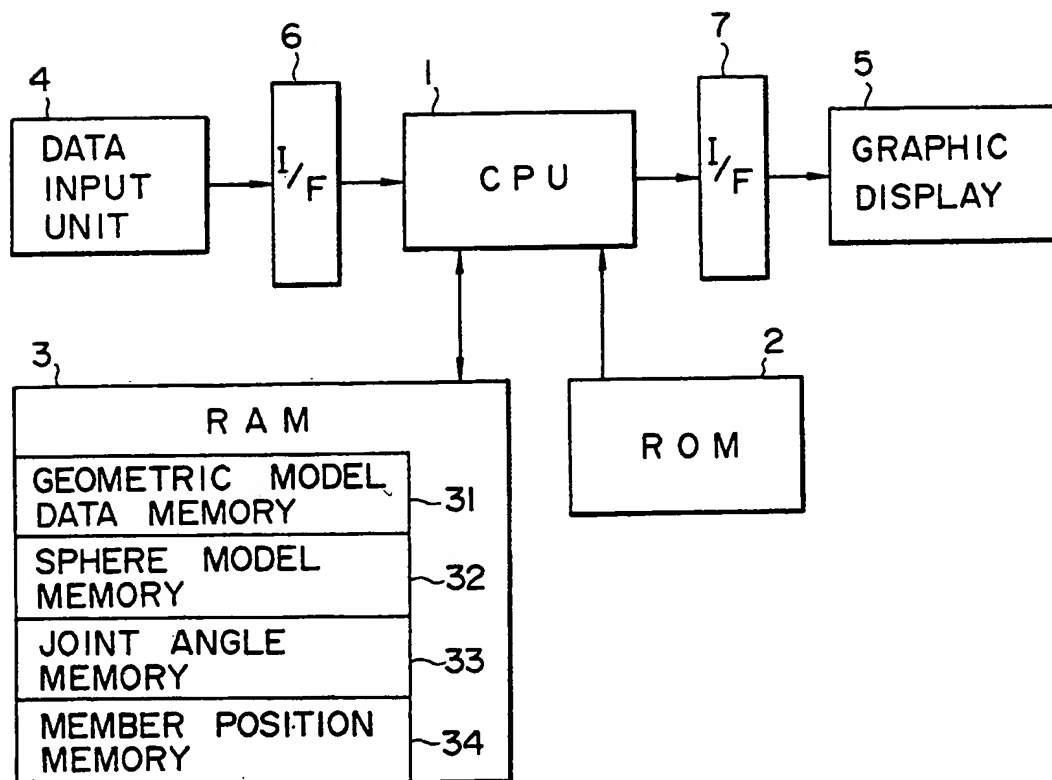 6
7
4
1
5
DATA
INPUT
UNIT
I/F
CPU
I/F
GRAPHIC
DISPLAY
3
2
RAM
ROM
GEOMETRIC MODEL
DATA MEMORY
31
SPHERE MODEL
MEMORY
32
JOINT ANGLE
MEMORY
33
MEMBER POSITION
MEMORY
34